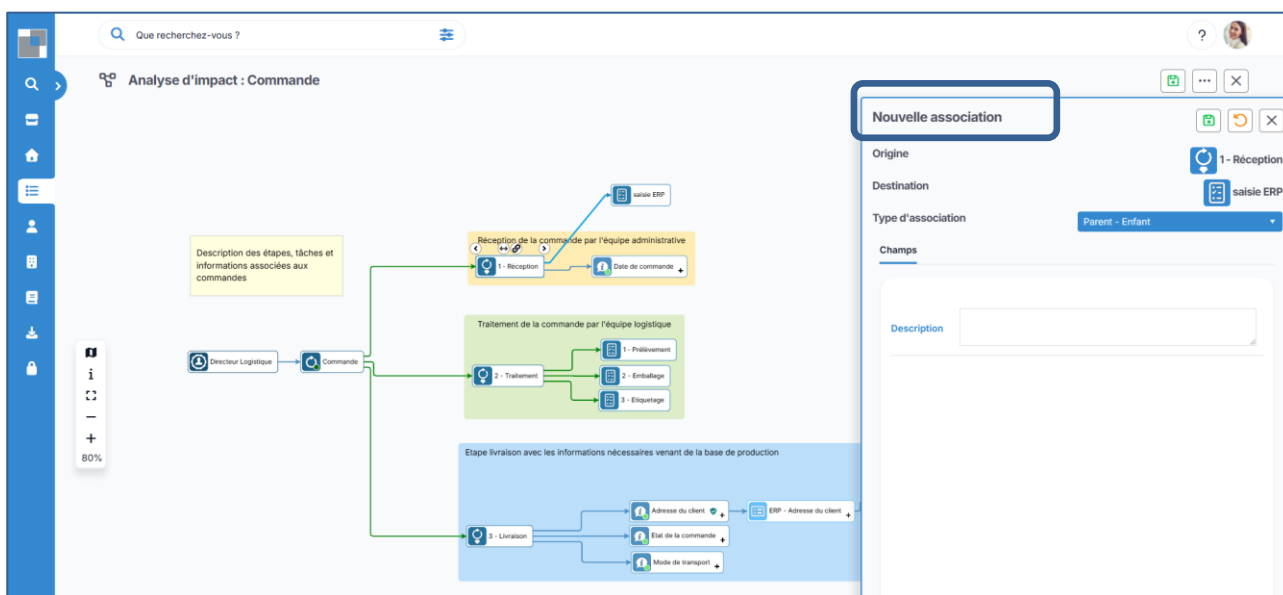 Que recherchez-vous ?
?
Analyse d'impact : Commande
Nouvelle association
Origine
1 - Réception
Destination
saisie ERP
Type d'association
Parent - Enfant
Champs
Description
saisie ERP
Réception de la commande par l'équipe administrative
1 - Réception
Date de commande
Description des étapes, tâches et
informations associées aux
commandes
Traitement de la commande par l'équipe logistique
1 - Prélèvement
Directeur Logistique
Commande
2 - Traitement
2 - Emballage
3 - Etiquetage
80%
Etape livraison avec les informations nécessaires venant de la base de production
Adresse du client
ERP - Adresse du client
3 - Livraison
Etat de la commande
Mode de transport